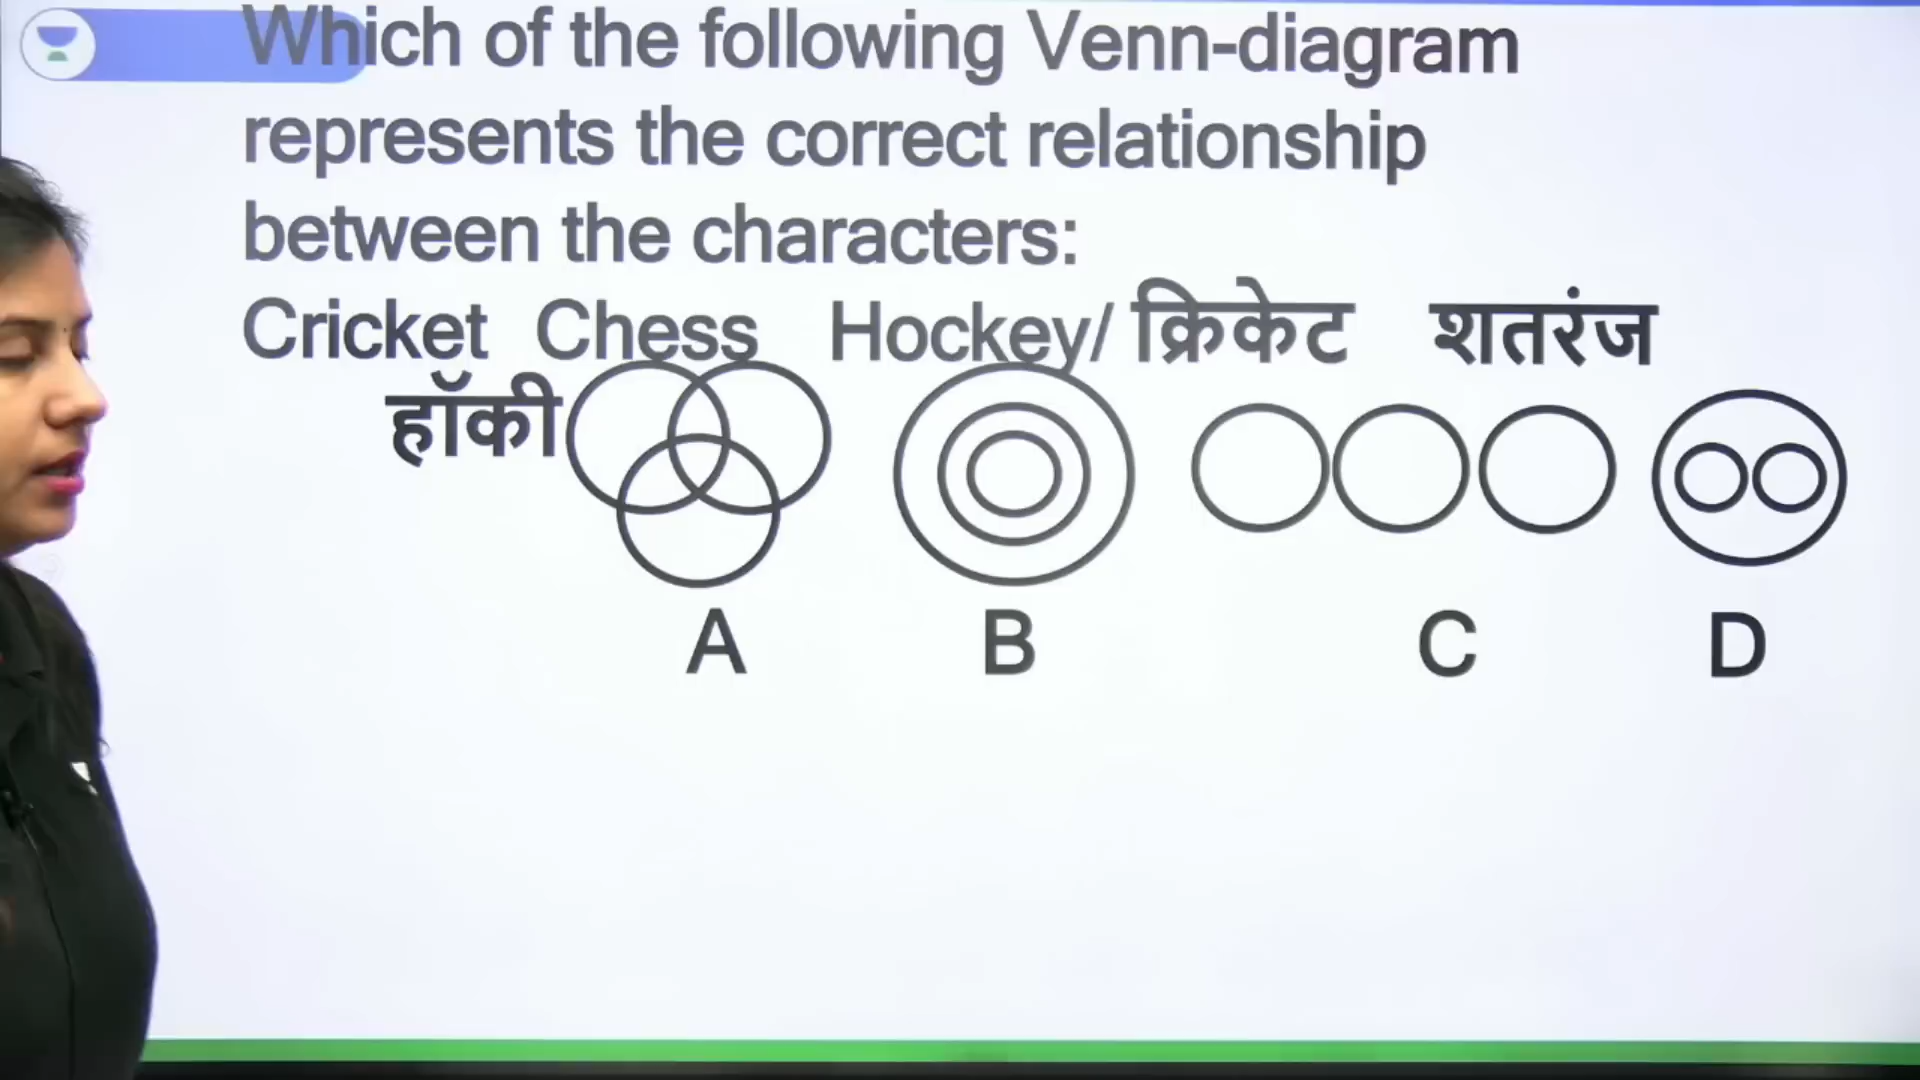 Which of the following Venn-diagram
represents the correct relationship
between the characters:
Cricket Chess Hockey/ क्रिकेट शतरंज
हॉकी
A B C D